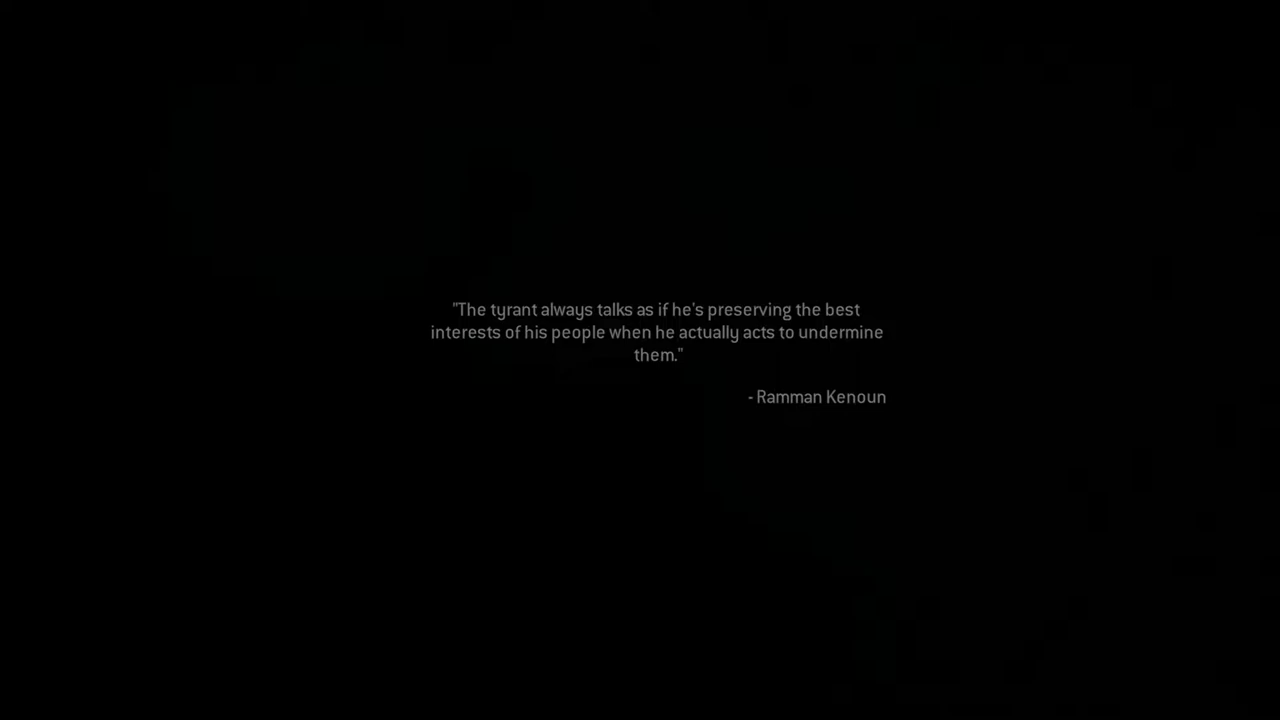 "The tyrant always talks as if he's preserving the best
interests of his people when he actually acts to undermine
them."
- Ramman Kenoun